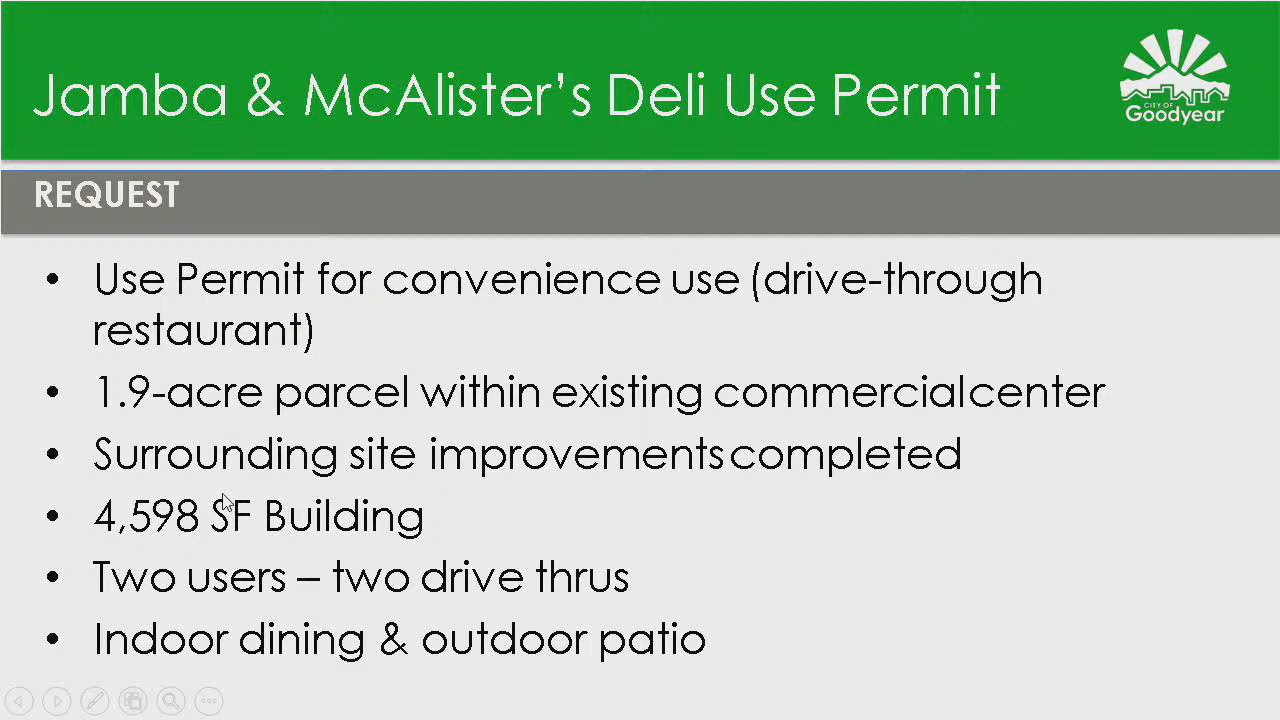 Jamba & McAlister's Deli Use Permit
CITY OF
Goodyear
REQUEST
• Use Permit for convenience use (drive-through
restaurant)
• 1.9-acre parcel within existing commercial center
• Surrounding site improvements completed
• 4,598 SF Building
• Two users – two drive thrus
• Indoor dining & outdoor patio